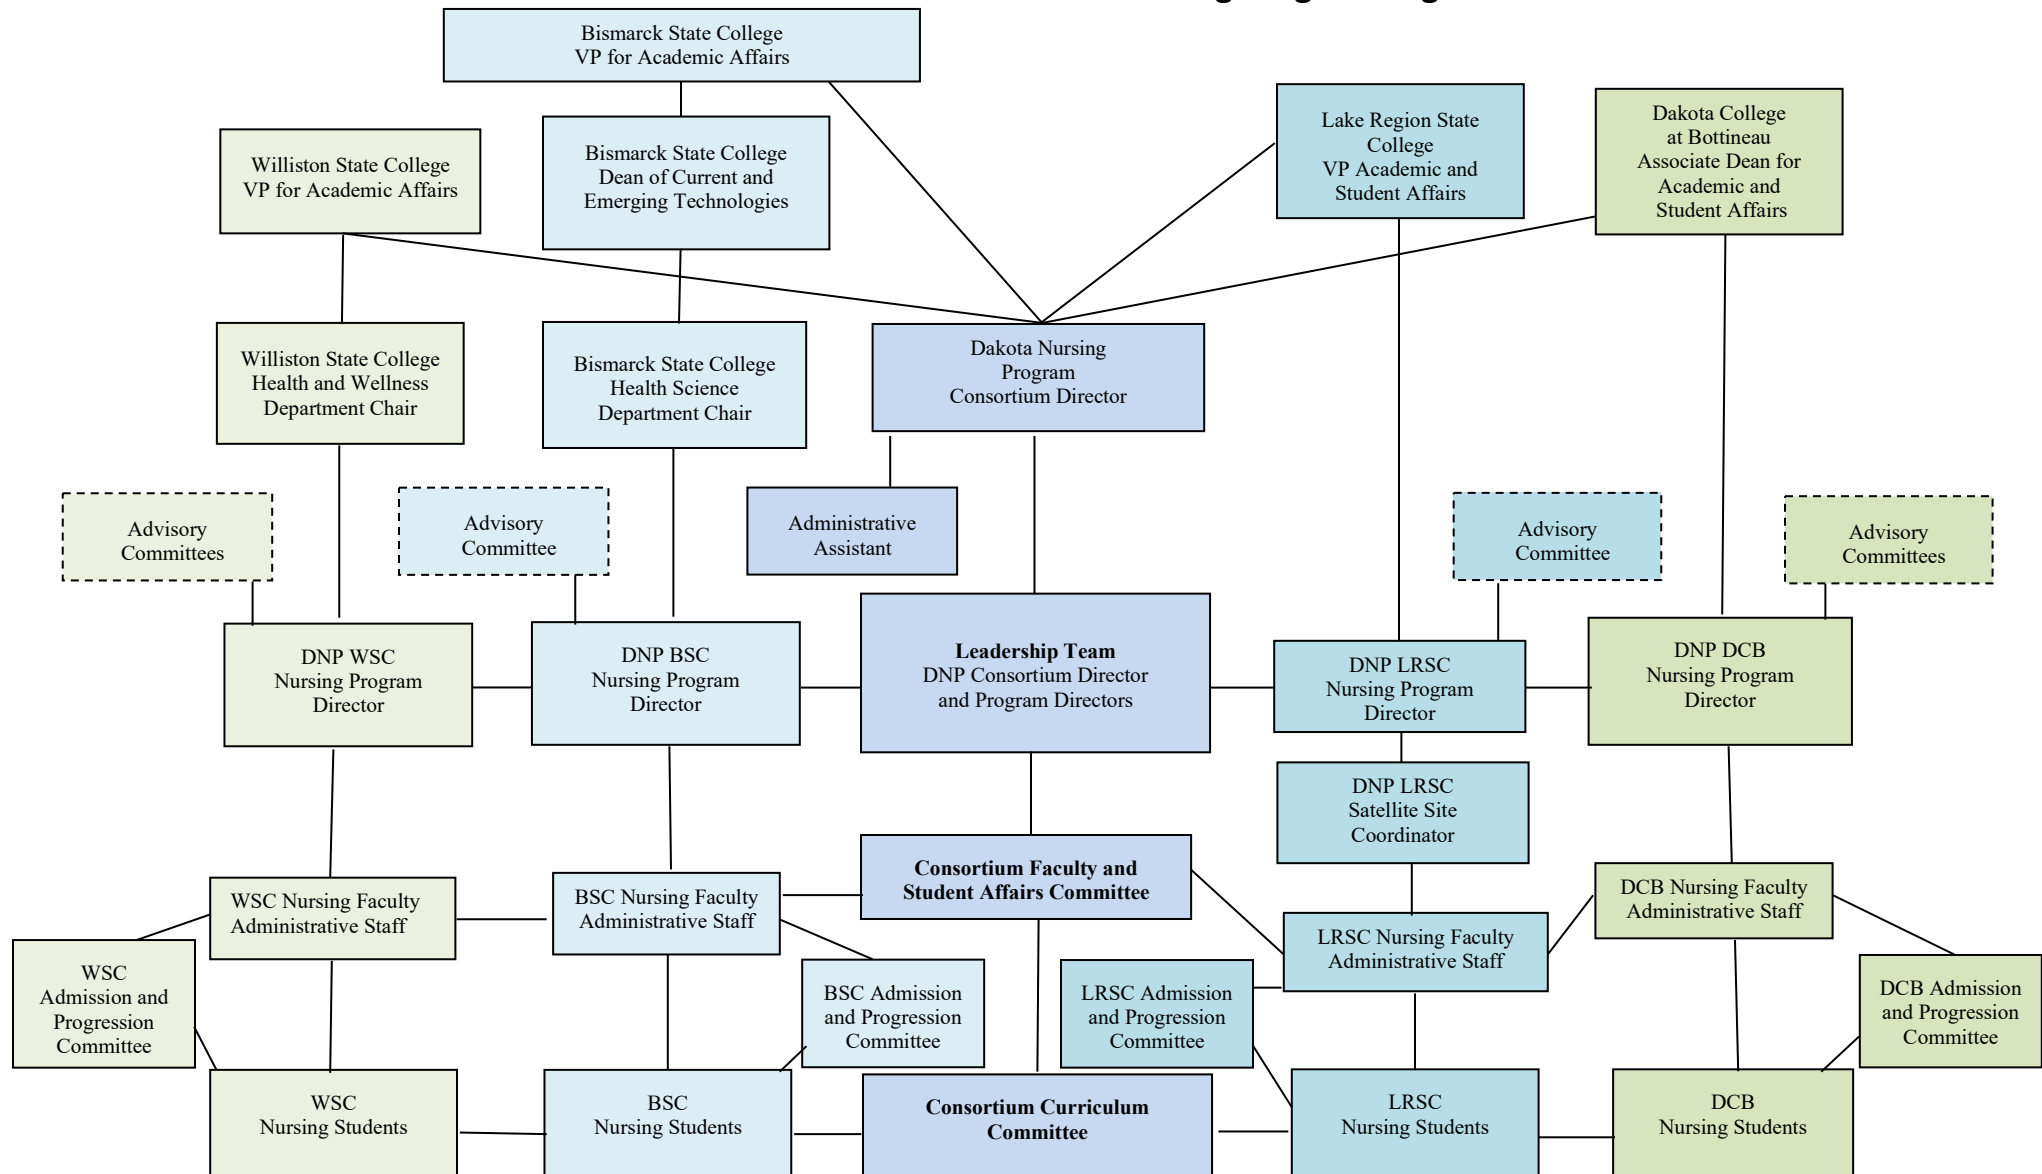 Bismarck State College
VP for Academic Affairs
Williston State College
VP for Academic Affairs
Bismarck State College
Dean of Current and
Emerging Technologies
Lake Region State
College
VP Academic and
Student Affairs
Dakota College
at Bottineau
Associate Dean for
Academic and
Student Affairs
Williston State College
Health and Wellness
Department Chair
Bismarck State College
Health Science
Department Chair
Dakota Nursing
Program
Consortium Director
Advisory
Committees
Advisory
Committee
Administrative
Assistant
Advisory
Committee
Advisory
Committees
DNP WSC
Nursing Program
Director
DNP BSC
Nursing Program
Director
Leadership Team
DNP Consortium Director
and Program Directors
DNP LRSC
Nursing Program
Director
DNP DCB
Nursing Program
Director
DNP LRSC
Satellite Site
Coordinator
WSC Nursing Faculty
Administrative Staff
BSC Nursing Faculty
Administrative Staff
Consortium Faculty and
Student Affairs Committee
LRSC Nursing Faculty
Administrative Staff
DCB Nursing Faculty
Administrative Staff
WSC
Admission and
Progression
Committee
BSC Admission
and Progression
Committee
LRSC Admission
and Progression
Committee
DCB Admission
and Progression
Committee
WSC
Nursing Students
BSC
Nursing Students
Consortium Curriculum
Committee
LRSC
Nursing Students
DCB
Nursing Students